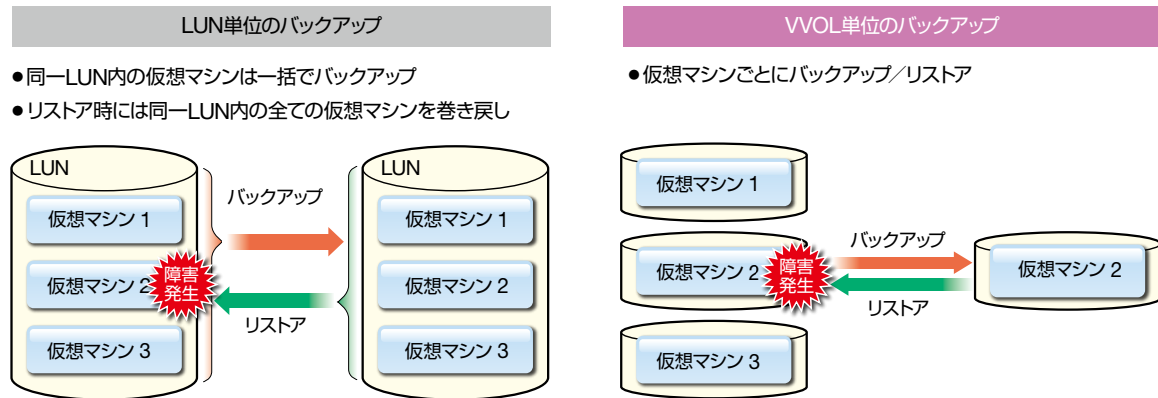 LUN単位のバックアップ
●同一LUN内の仮想マシンは一括でバックアップ
●リストア時には同一LUN内の全ての仮想マシンを巻き戻し
LUN
仮想マシン 1
仮想マシン 2
仮想マシン 3
障害
発生
バックアップ
リストア
LUN
仮想マシン 1
仮想マシン 2
仮想マシン 3
VVOL単位のバックアップ
●仮想マシンごとにバックアップ／リストア
仮想マシン 1
仮想マシン 2
仮想マシン 3
障害
発生
バックアップ
リストア
仮想マシン 2